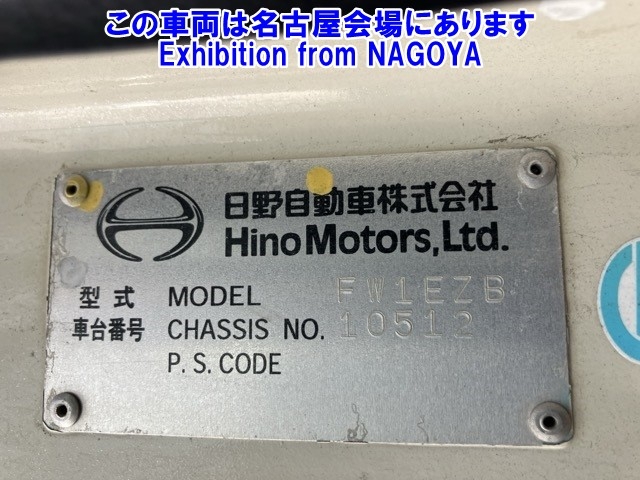 この車両は名古屋会場にあります
Exhibition from NAGOYA
日野自動車株式会社
Hino Motors, Ltd.
型式 MODEL FW1EZB
車台番号 CHASSIS NO. 10512
P.S. CODE